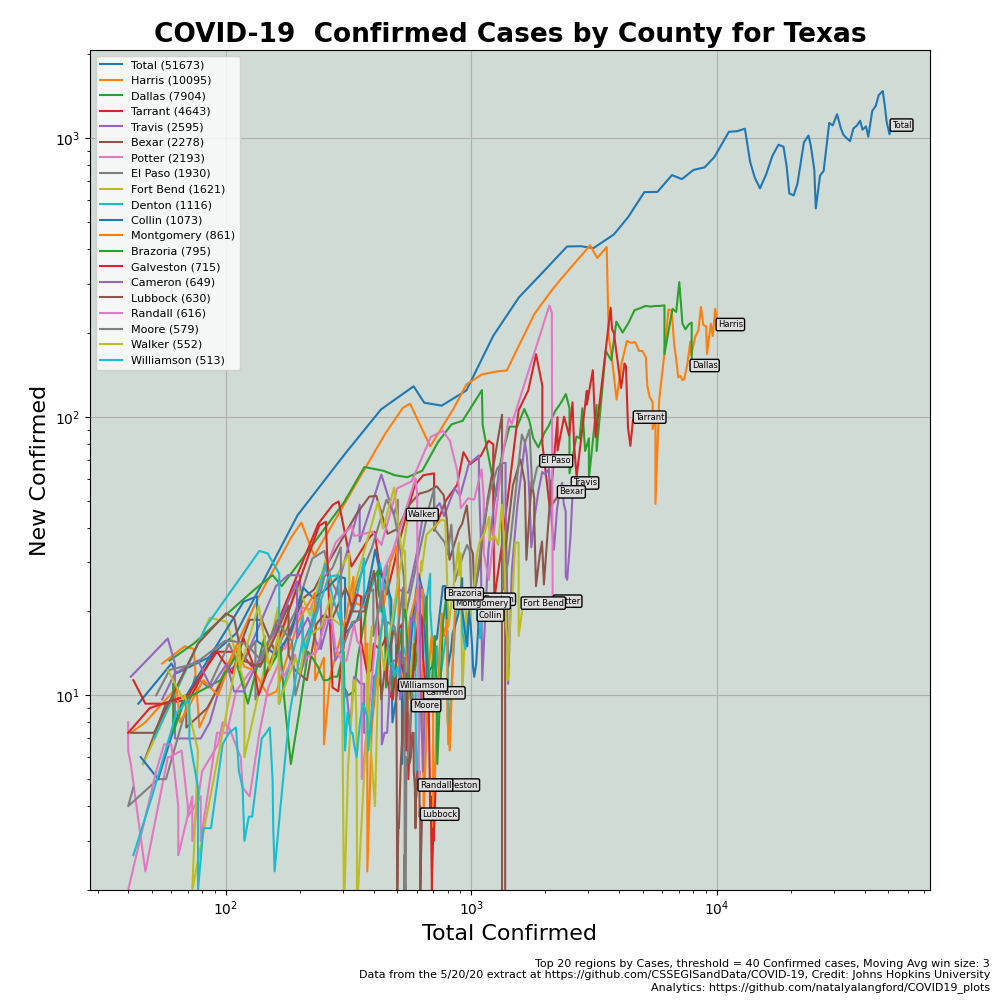 COVID-19  Confirmed Cases by County for Texas
Total (51673)
Harris (10095)
Dallas (7904)
Tarrant (4643)
Travis (2595)
Bexar (2278)
Potter (2193)
El Paso (1930)
Fort Bend (1621)
Denton (1116)
Collin (1073)
Montgomery (861)
Brazoria (795)
Galveston (715)
Cameron (649)
Lubbock (630)
Randall (616)
Moore (579)
Walker (552)
Williamson (513)
Total
Harris
Dallas
Tarrant
El Paso
Travis
Bexar
Walker
Brazoria
Montgomery
Fort Bend
Collin
Williamson
Cameron
Moore
Randall
Lubbock
10³
10²
10¹
New Confirmed
10²
10³
10⁴
Total Confirmed
Top 20 regions by Cases, threshold = 40 Confirmed cases, Moving Avg win size: 3
Data from the 5/20/20 extract at https://github.com/CSSEGISandData/COVID-19, Credit: Johns Hopkins University
Analytics: https://github.com/natalyalangford/COVID19_plots